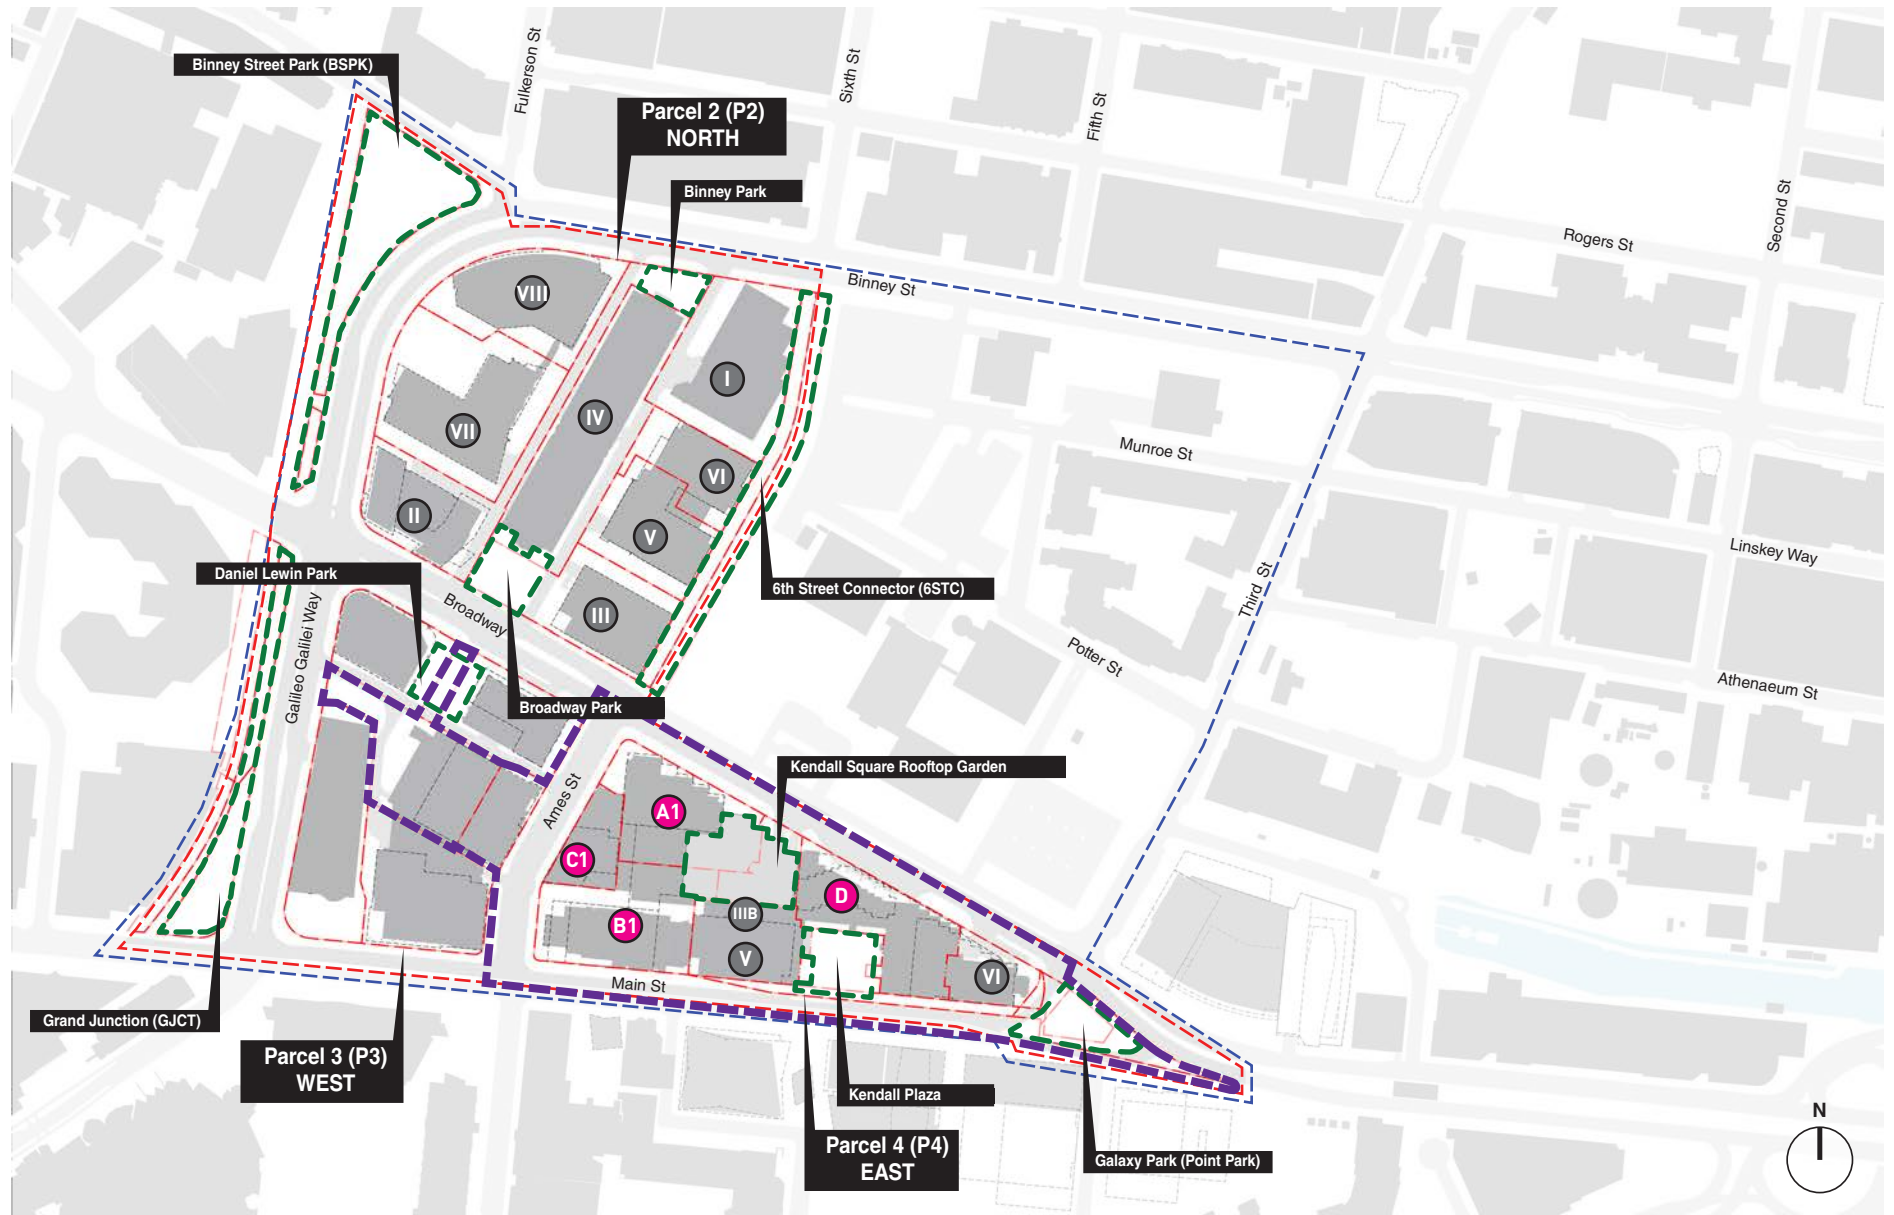 Binney Street Park (BSPK)
Fulkerson St
Sixth St
Fifth St
Second St
Parcel 2 (P2)
NORTH
Binney Park
Rogers St
Binney St
VIII
I
IV
VII
VI
II
V
III
Munroe St
Linskey Way
Third St
Daniel Lewin Park
6th Street Connector (6STC)
Broadway
Galileo Galilei Way
Potter St
Athenaeum St
Broadway Park
Ames St
Kendall Square Rooftop Garden
A1
C1
D
B1
IIIB
V
VI
Main St
Grand Junction (GJCT)
Parcel 3 (P3)
WEST
Kendall Plaza
Parcel 4 (P4)
EAST
Galaxy Park (Point Park)
N